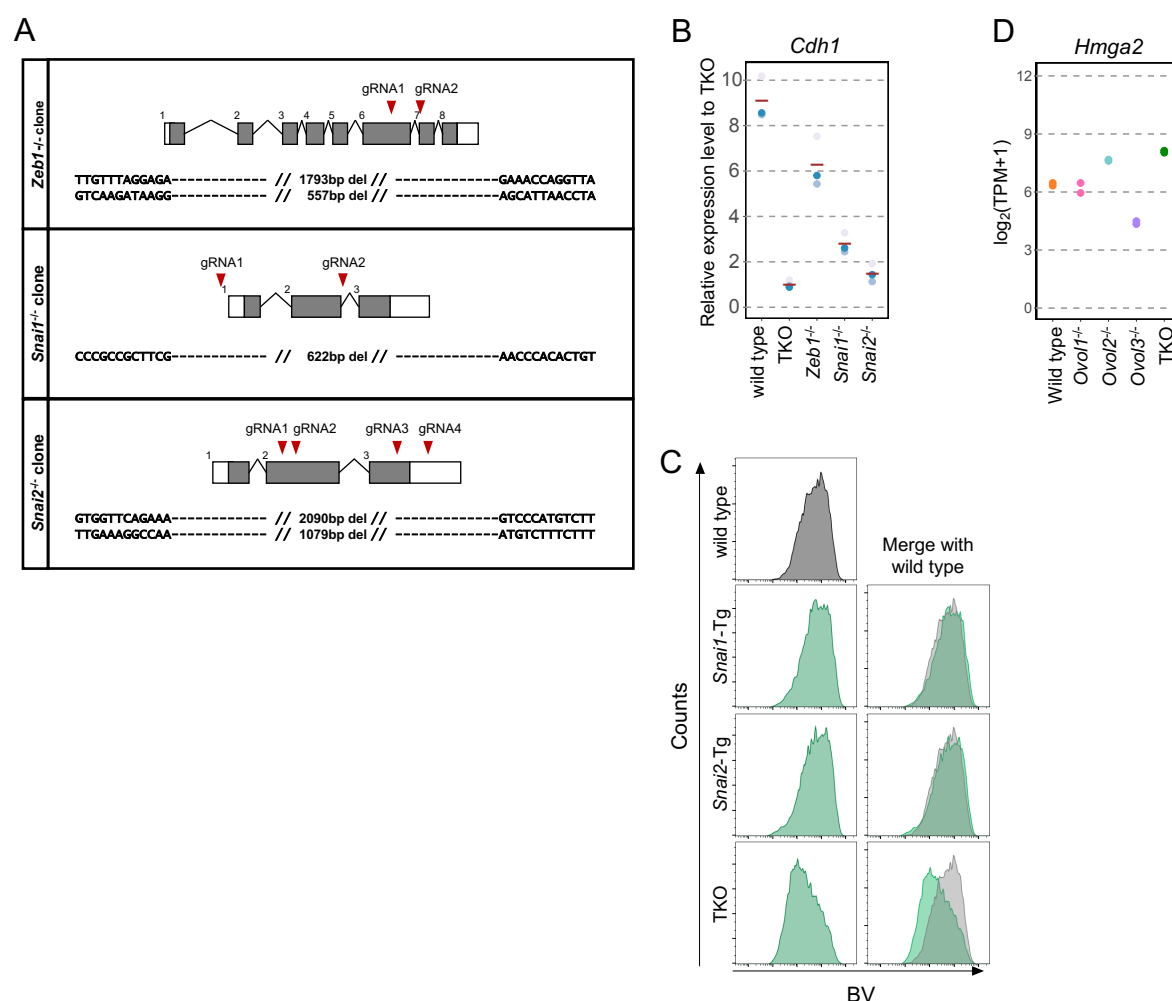 A
Zeb1-/- clone
gRNA1 gRNA2
1 2 3 4 5 6 7 8
TTGTTTAGGAGA------------ // 1793bp del // ------------GAAACCAGGTTA
GTCAAGATAAGG------------ // 557bp del // ------------AGCATTAACCTA
Snai1-/- clone
gRNA1 gRNA2
1 2 3
CCCGCCGCTTCG------------ // 622bp del // ------------AACCCACACTGT
Snai2-/- clone
gRNA1 gRNA2 gRNA3 gRNA4
1 2 3
GTGGTTCAGAAA------------ // 2090bp del // ------------GTCCCATGTCTT
TTGAAAGGCCAA------------ // 1079bp del // ------------ATGTCTTTCTTT
B
Cdh1
Relative expression level to TKO
10
8
6
4
2
0
wild type
TKO
Zeb1-/-
Snai1-/-
Snai2-/-
D
Hmga2
log2(TPM+1)
12
9
6
3
0
Wild type
Ovol1-/-
Ovol2-/-
Ovol3-/-
TKO
C
Counts
wild type
Merge with
wild type
Snai1-Tg
Snai2-Tg
TKO
BV